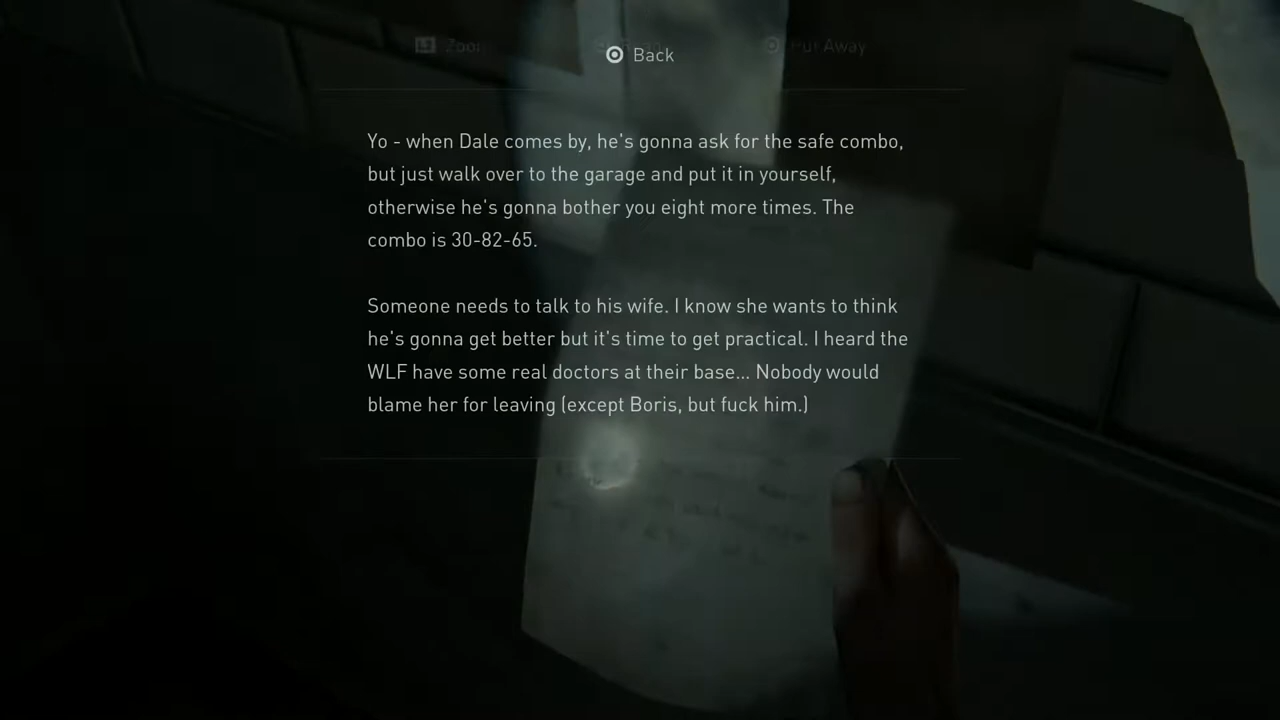 Back
Put Away
Yo - when Dale comes by, he's gonna ask for the safe combo,
but just walk over to the garage and put it in yourself,
otherwise he's gonna bother you eight more times. The
combo is 30-82-65.
Someone needs to talk to his wife. I know she wants to think
he's gonna get better but it's time to get practical. I heard the
WLF have some real doctors at their base... Nobody would
blame her for leaving (except Boris, but fuck him.)